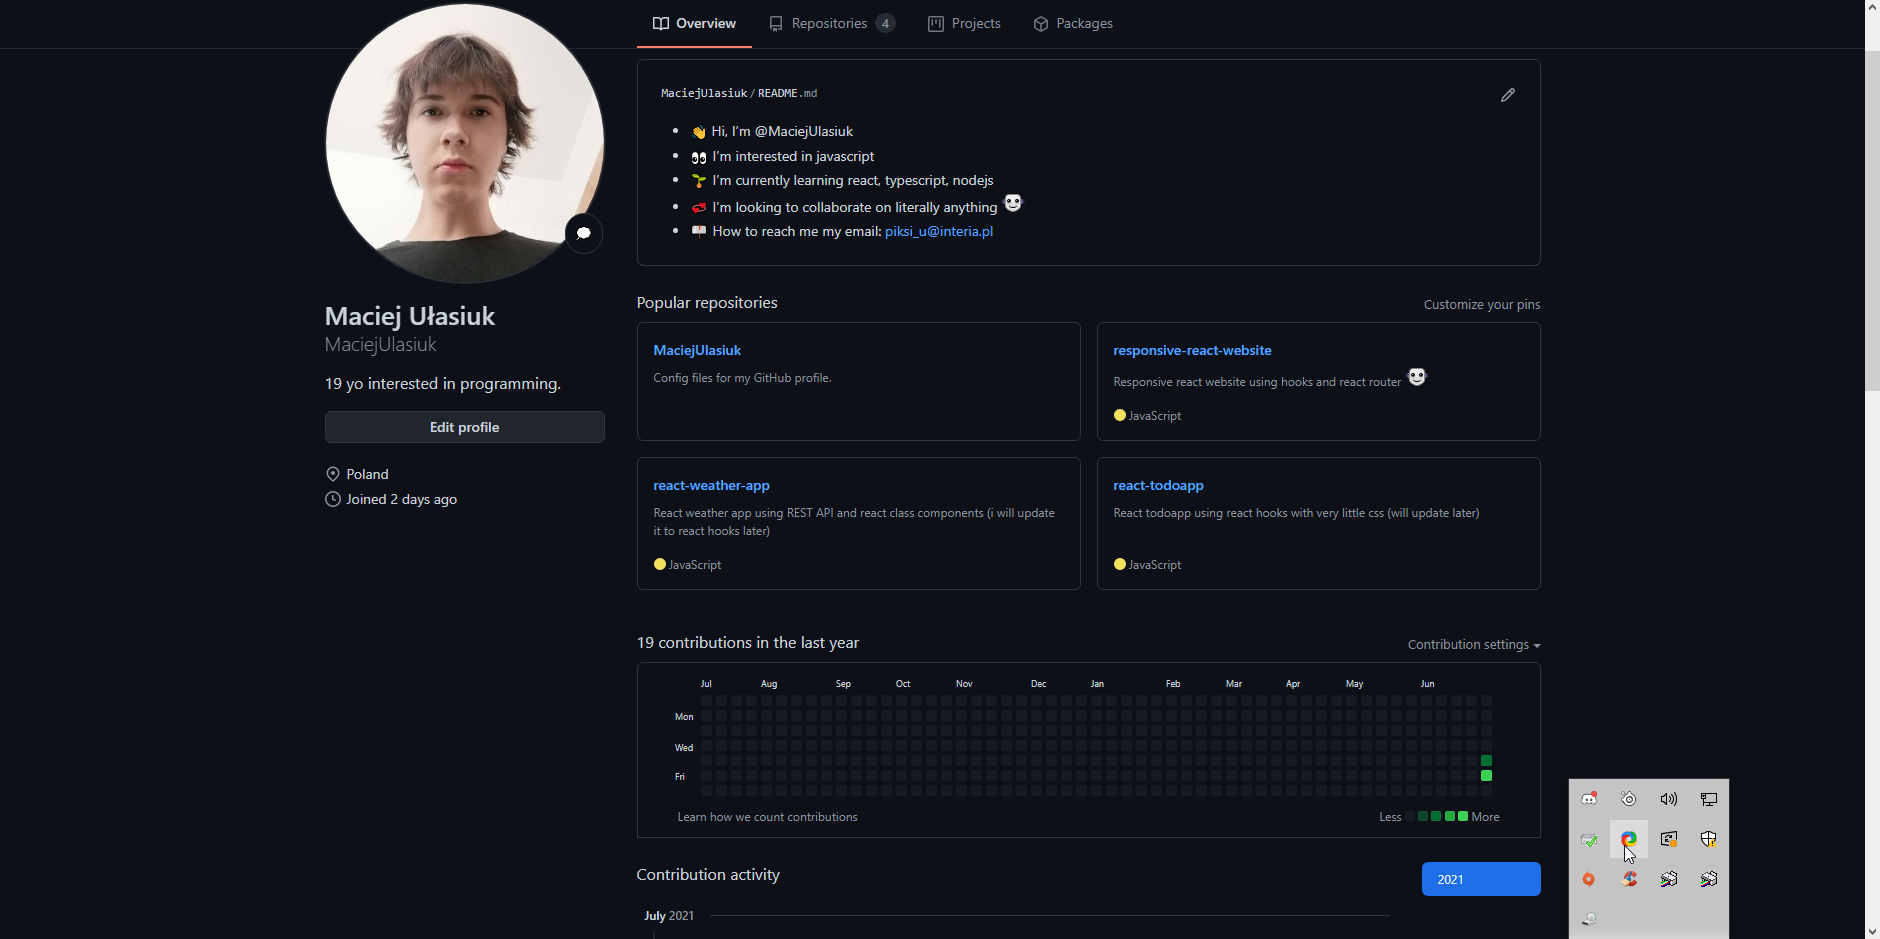 Overview
Repositories 4
Projects
Packages
MaciejUlasiuk/README.md
Hi, I'm @MaciejUlasiuk
I'm interested in javascript
I'm currently learning react, typescript, nodejs
I'm looking to collaborate on literally anything
How to reach me my email: piksi_u@interia.pl
Maciej Ułasiuk
MaciejUlasiuk
19 yo interested in programming.
Edit profile
Poland
Joined 2 days ago
Popular repositories
Customize your pins
MaciejUlasiuk
Config files for my GitHub profile.
responsive-react-website
Responsive react website using hooks and react router
JavaScript
react-weather-app
React weather app using REST API and react class components (i will update
it to react hooks later)
JavaScript
react-todoapp
React todoapp using react hooks with very little css (will update later)
JavaScript
19 contributions in the last year
Contribution settings
Jul Aug Sep Oct Nov Dec Jan Feb Mar Apr May Jun
Mon
Wed
Fri
Learn how we count contributions
Less More
Contribution activity
2021
July 2021